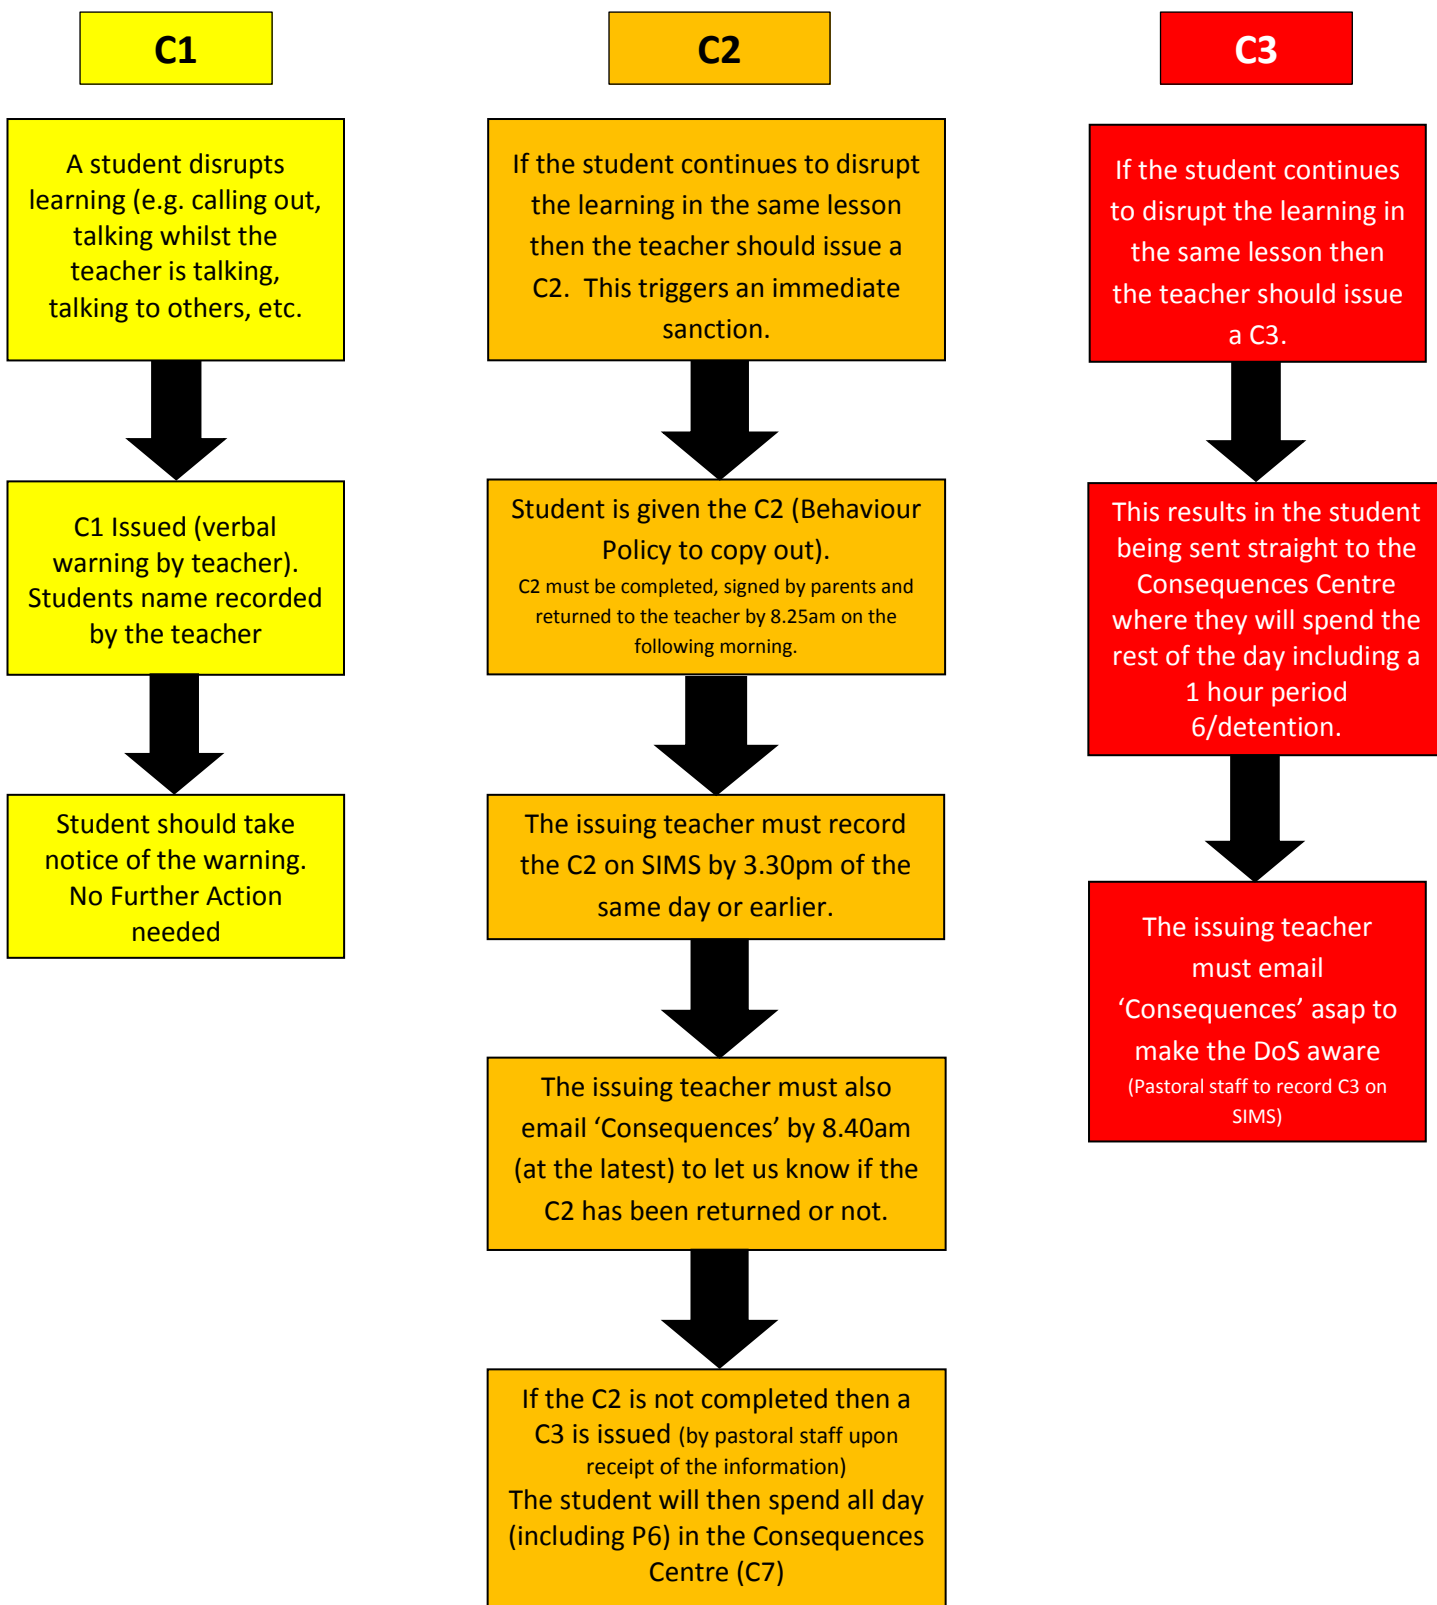 C1
A student disrupts
learning (e.g. calling out,
talking whilst the
teacher is talking,
talking to others, etc.
C1 Issued (verbal
warning by teacher).
Students name recorded
by the teacher
Student should take
notice of the warning.
No Further Action
needed
C2
If the student continues to disrupt
the learning in the same lesson
then the teacher should issue a
C2.  This triggers an immediate
sanction.
Student is given the C2 (Behaviour
Policy to copy out).
C2 must be completed, signed by parents and
returned to the teacher by 8.25am on the
following morning.
The issuing teacher must record
the C2 on SIMS by 3.30pm of the
same day or earlier.
The issuing teacher must also
email ‘Consequences’ by 8.40am
(at the latest) to let us know if the
C2 has been returned or not.
If the C2 is not completed then a
C3 is issued (by pastoral staff upon
receipt of the information)
The student will then spend all day
(including P6) in the Consequences
Centre (C7)
C3
If the student continues
to disrupt the learning in
the same lesson then
the teacher should issue
a C3.
This results in the student
being sent straight to the
Consequences Centre
where they will spend the
rest of the day including a
1 hour period
6/detention.
The issuing teacher
must email
‘Consequences’ asap to
make the DoS aware
(Pastoral staff to record C3 on
SIMS)